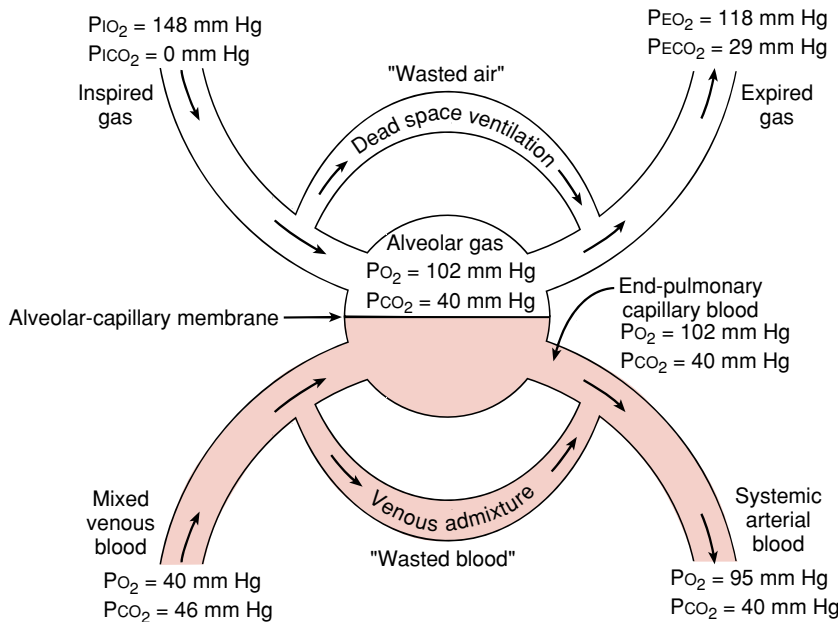 PIO2 = 148 mm Hg
PICO2 = 0 mm Hg
Inspired
gas
"Wasted air"
Dead space ventilation
PEO2 = 118 mm Hg
PECO2 = 29 mm Hg
Expired
gas
Alveolar gas
PO2 = 102 mm Hg
PCO2 = 40 mm Hg
Alveolar-capillary membrane
End-pulmonary
capillary blood
PO2 = 102 mm Hg
PCO2 = 40 mm Hg
Mixed
venous
blood
PO2 = 40 mm Hg
PCO2 = 46 mm Hg
Venous admixture
"Wasted blood"
Systemic
arterial
blood
PO2 = 95 mm Hg
PCO2 = 40 mm Hg